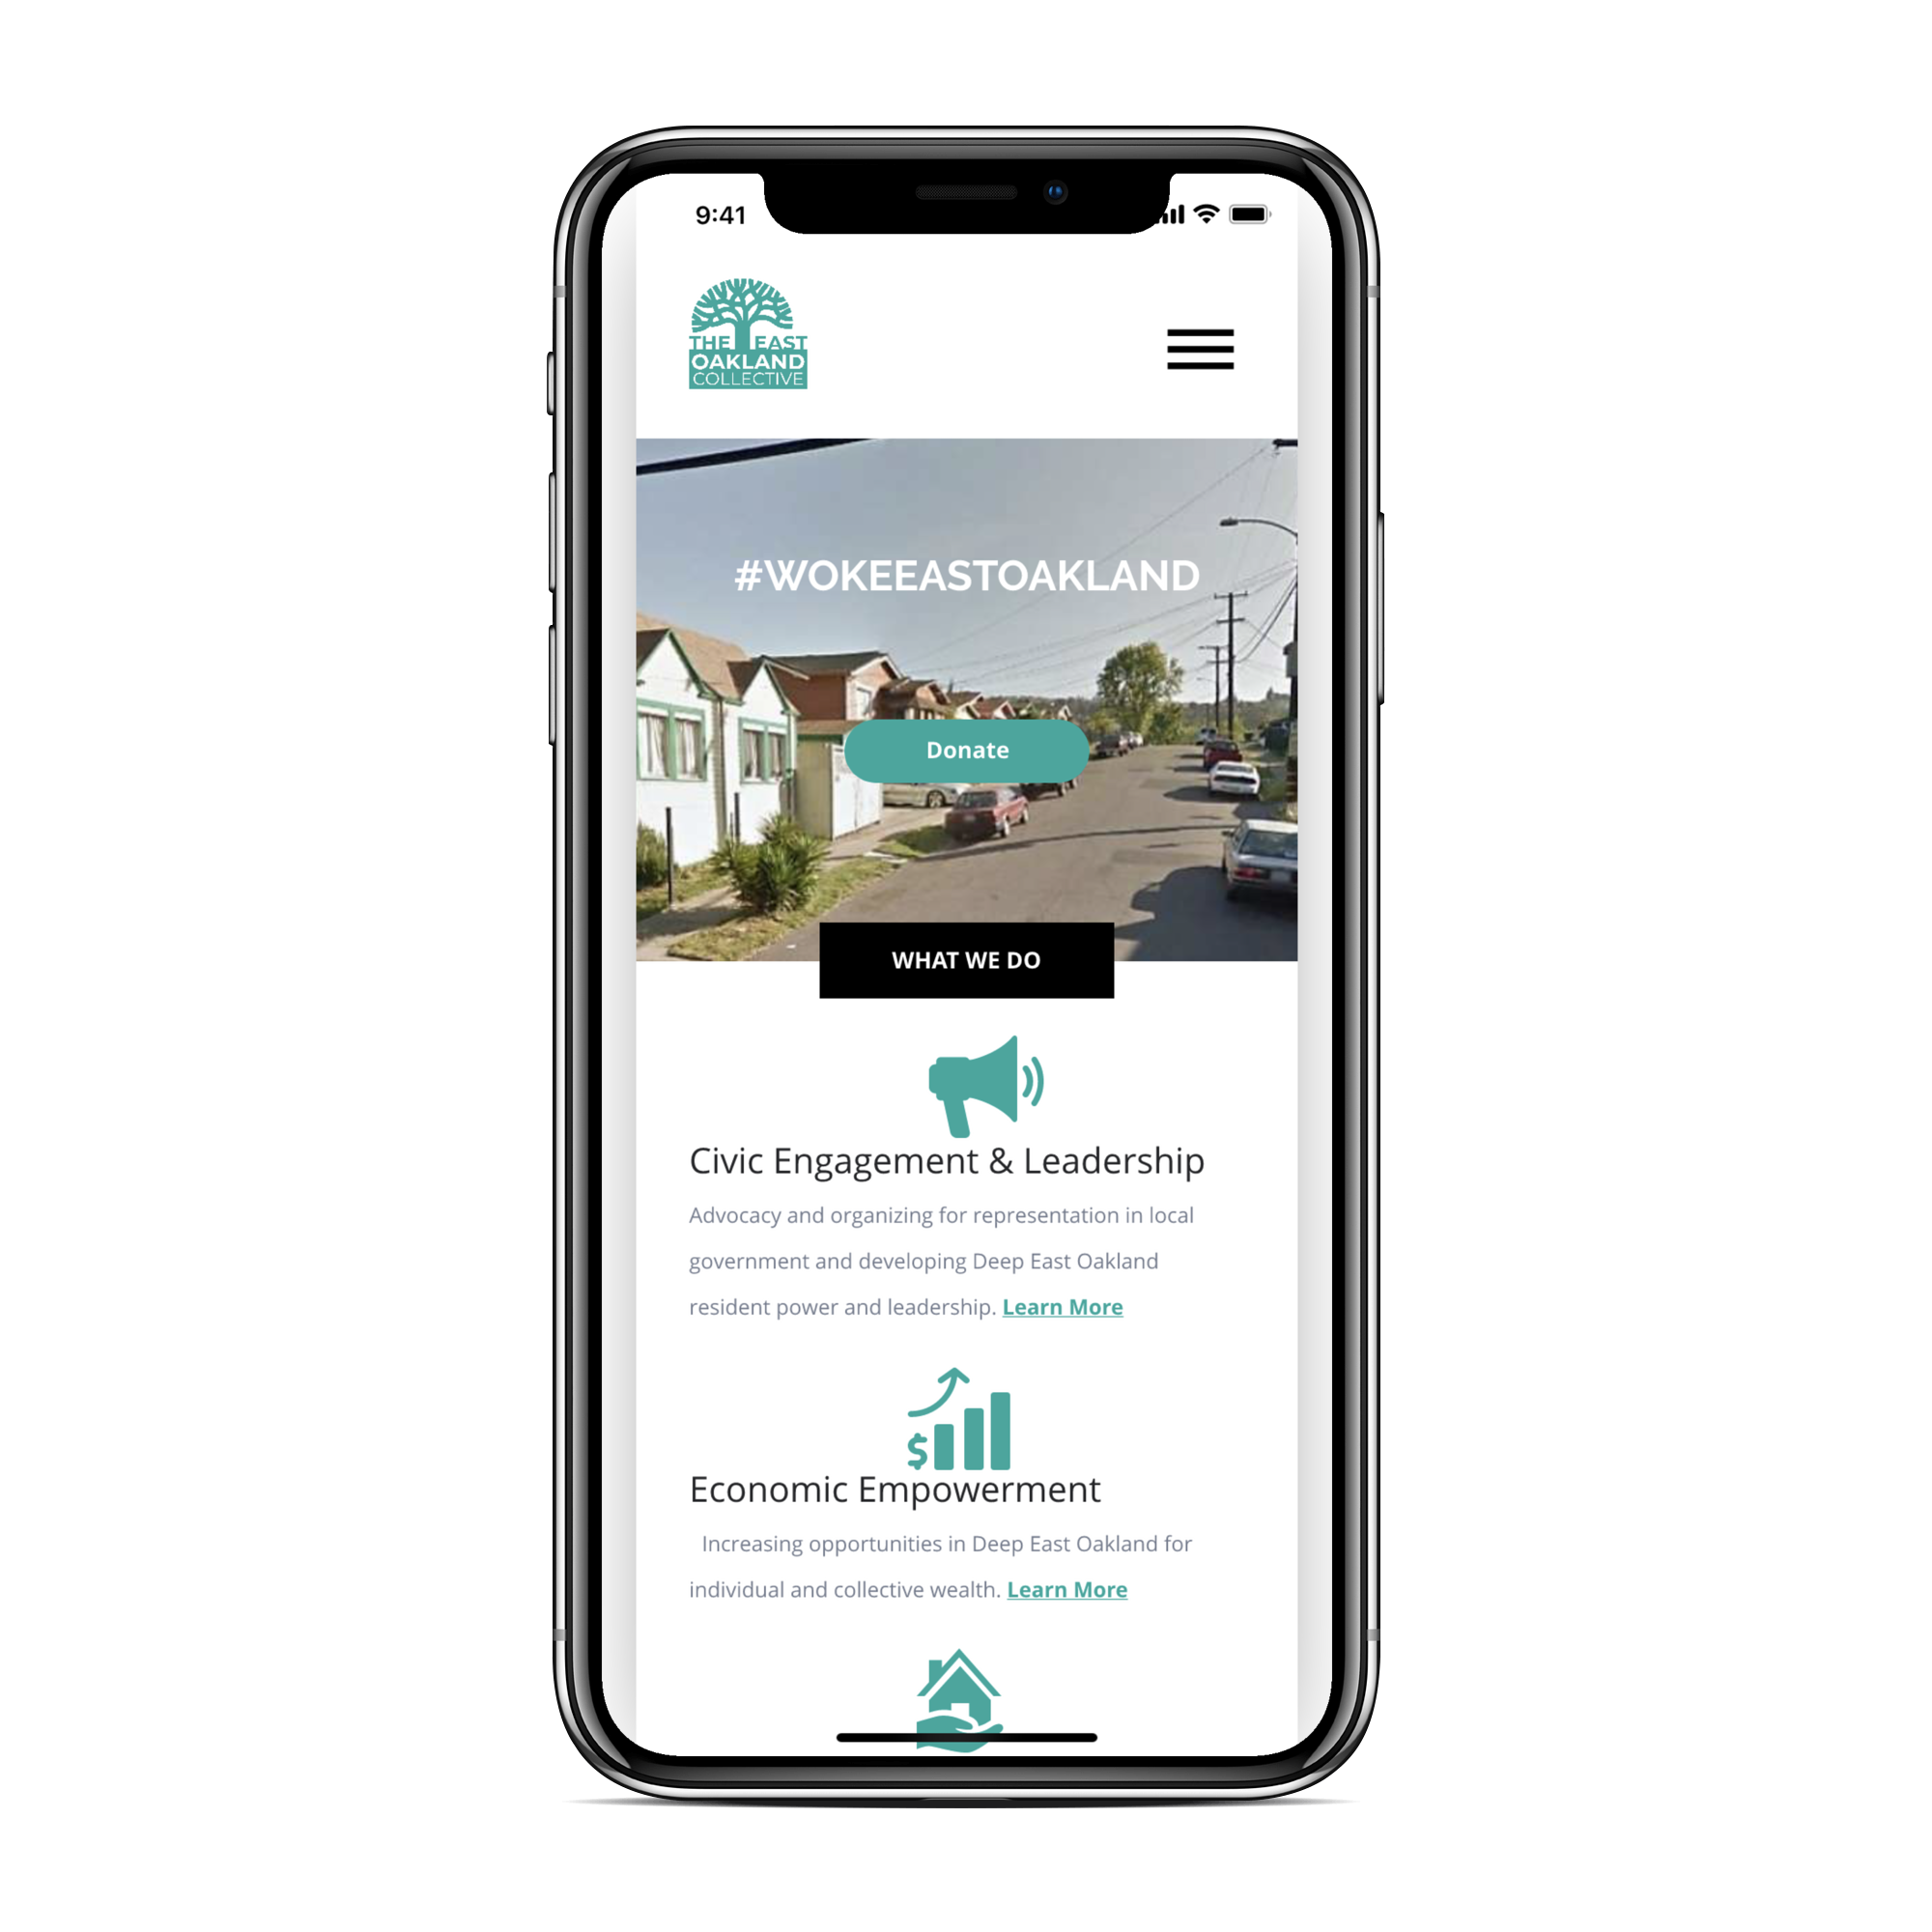 9:41
THE EAST
OAKLAND
COLLECTIVE
#WOKEEASTOAKLAND
Donate
WHAT WE DO
Civic Engagement & Leadership
Advocacy and organizing for representation in local
government and developing Deep East Oakland
resident power and leadership. Learn More
$
Economic Empowerment
Increasing opportunities in Deep East Oakland for
individual and collective wealth. Learn More